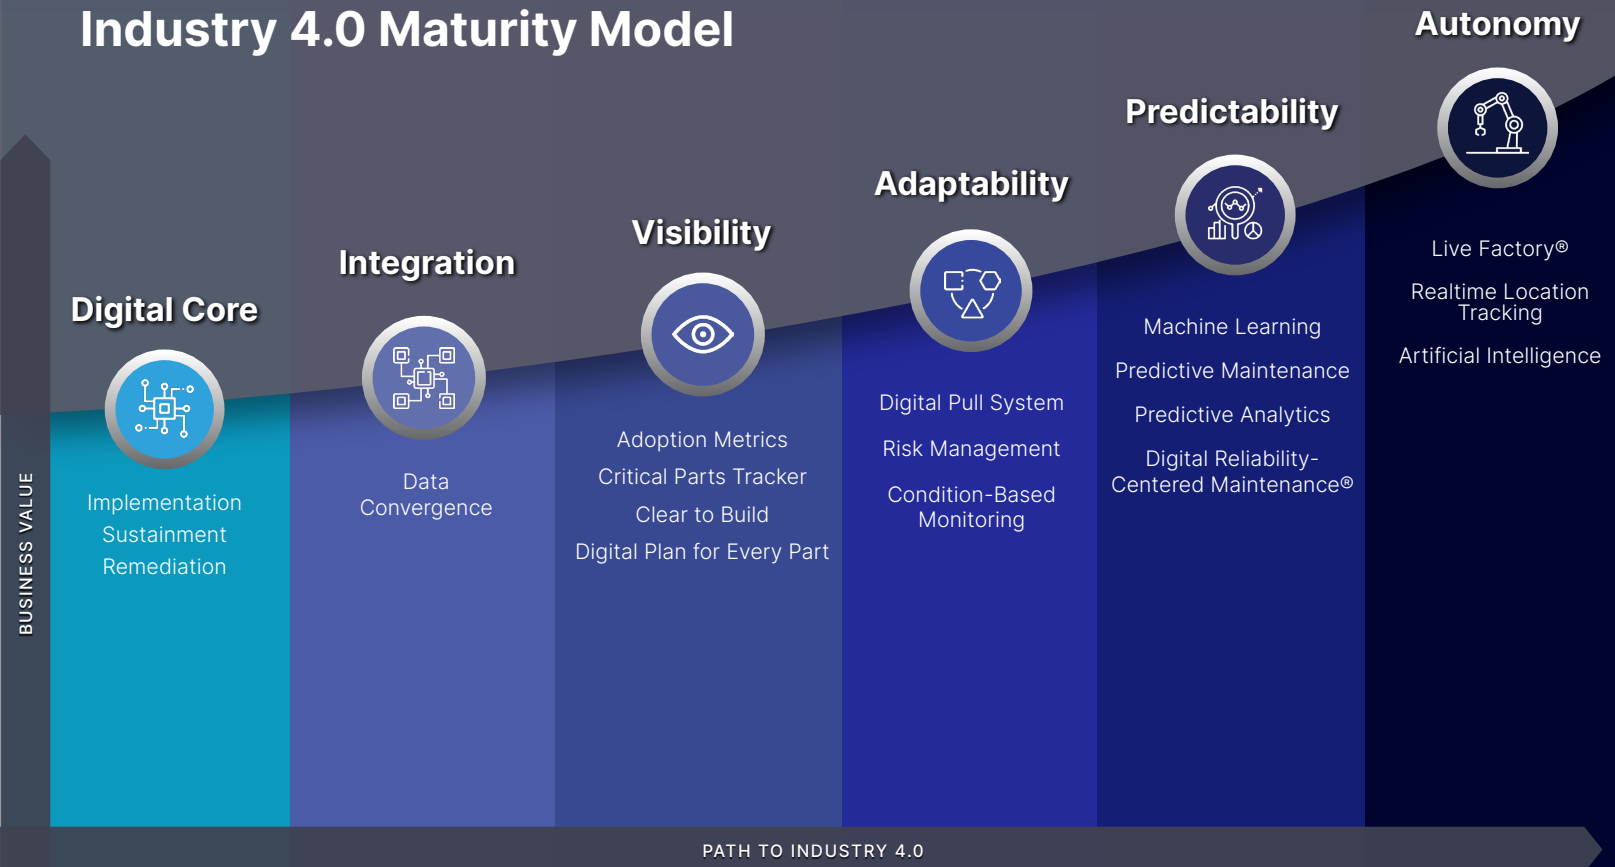 Industry 4.0 Maturity Model
Digital Core
Implementation
Sustainment
Remediation
Integration
Data
Convergence
Visibility
Adoption Metrics
Critical Parts Tracker
Clear to Build
Digital Plan for Every Part
Adaptability
Digital Pull System
Risk Management
Condition-Based
Monitoring
Predictability
Machine Learning
Predictive Maintenance
Predictive Analytics
Digital Reliability-
Centered Maintenance®
Autonomy
Live Factory®
Realtime Location
Tracking
Artificial Intelligence
BUSINESS VALUE
PATH TO INDUSTRY 4.0